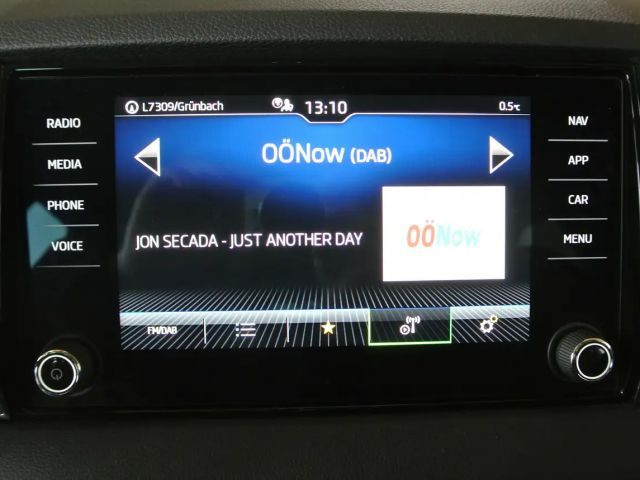 L7309/Grünbach 13:10 0.5°C
RADIO
MEDIA
PHONE
VOICE
OÖNow (DAB)
JON SECADA - JUST ANOTHER DAY
OÖNow
FM/DAB
NAV
APP
CAR
MENU